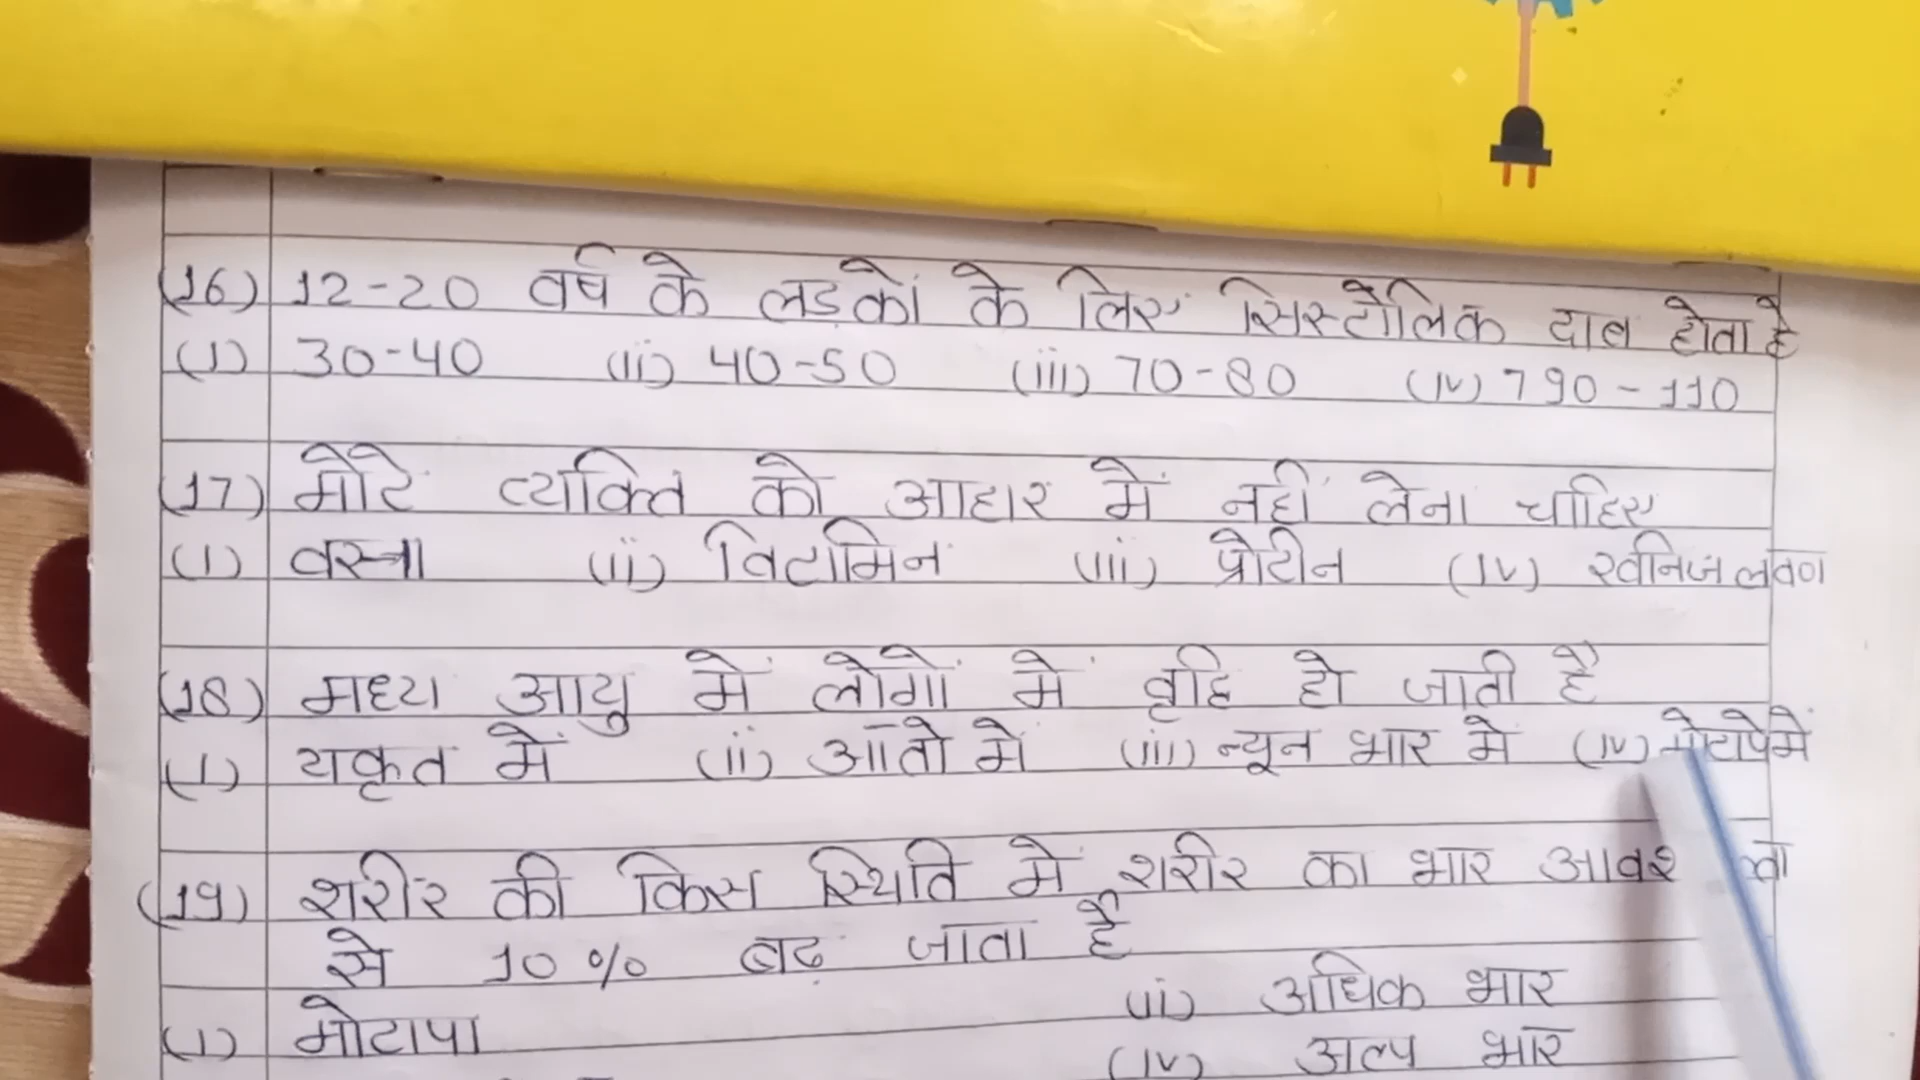 (16) 12-20 वर्ष के लड़कों के लिए सिस्टौलिक दाब होता है
(I) 30-40 (ii) 40-50 (iii) 70-80 (iv) 790-110
(17) मोटे व्यक्ति को आहार में नहीं लेना चाहिए
(I) वस्त्रा (ii) विटामिन (iii) प्रोटीन (iv) खनिज लवण
(18) मध्य आयु में लोगों में वृद्दि हो जाती है
(I) यकृत में (ii) आंतो मे (iii) न्यून भार मे (iv) मोटापे में
(19) शरीर की किस स्थिति में शरीर का भार
से 10% बढ़ जाता है
(I) मोटापा (ii) अधिक भार
(iv) अल्प भार